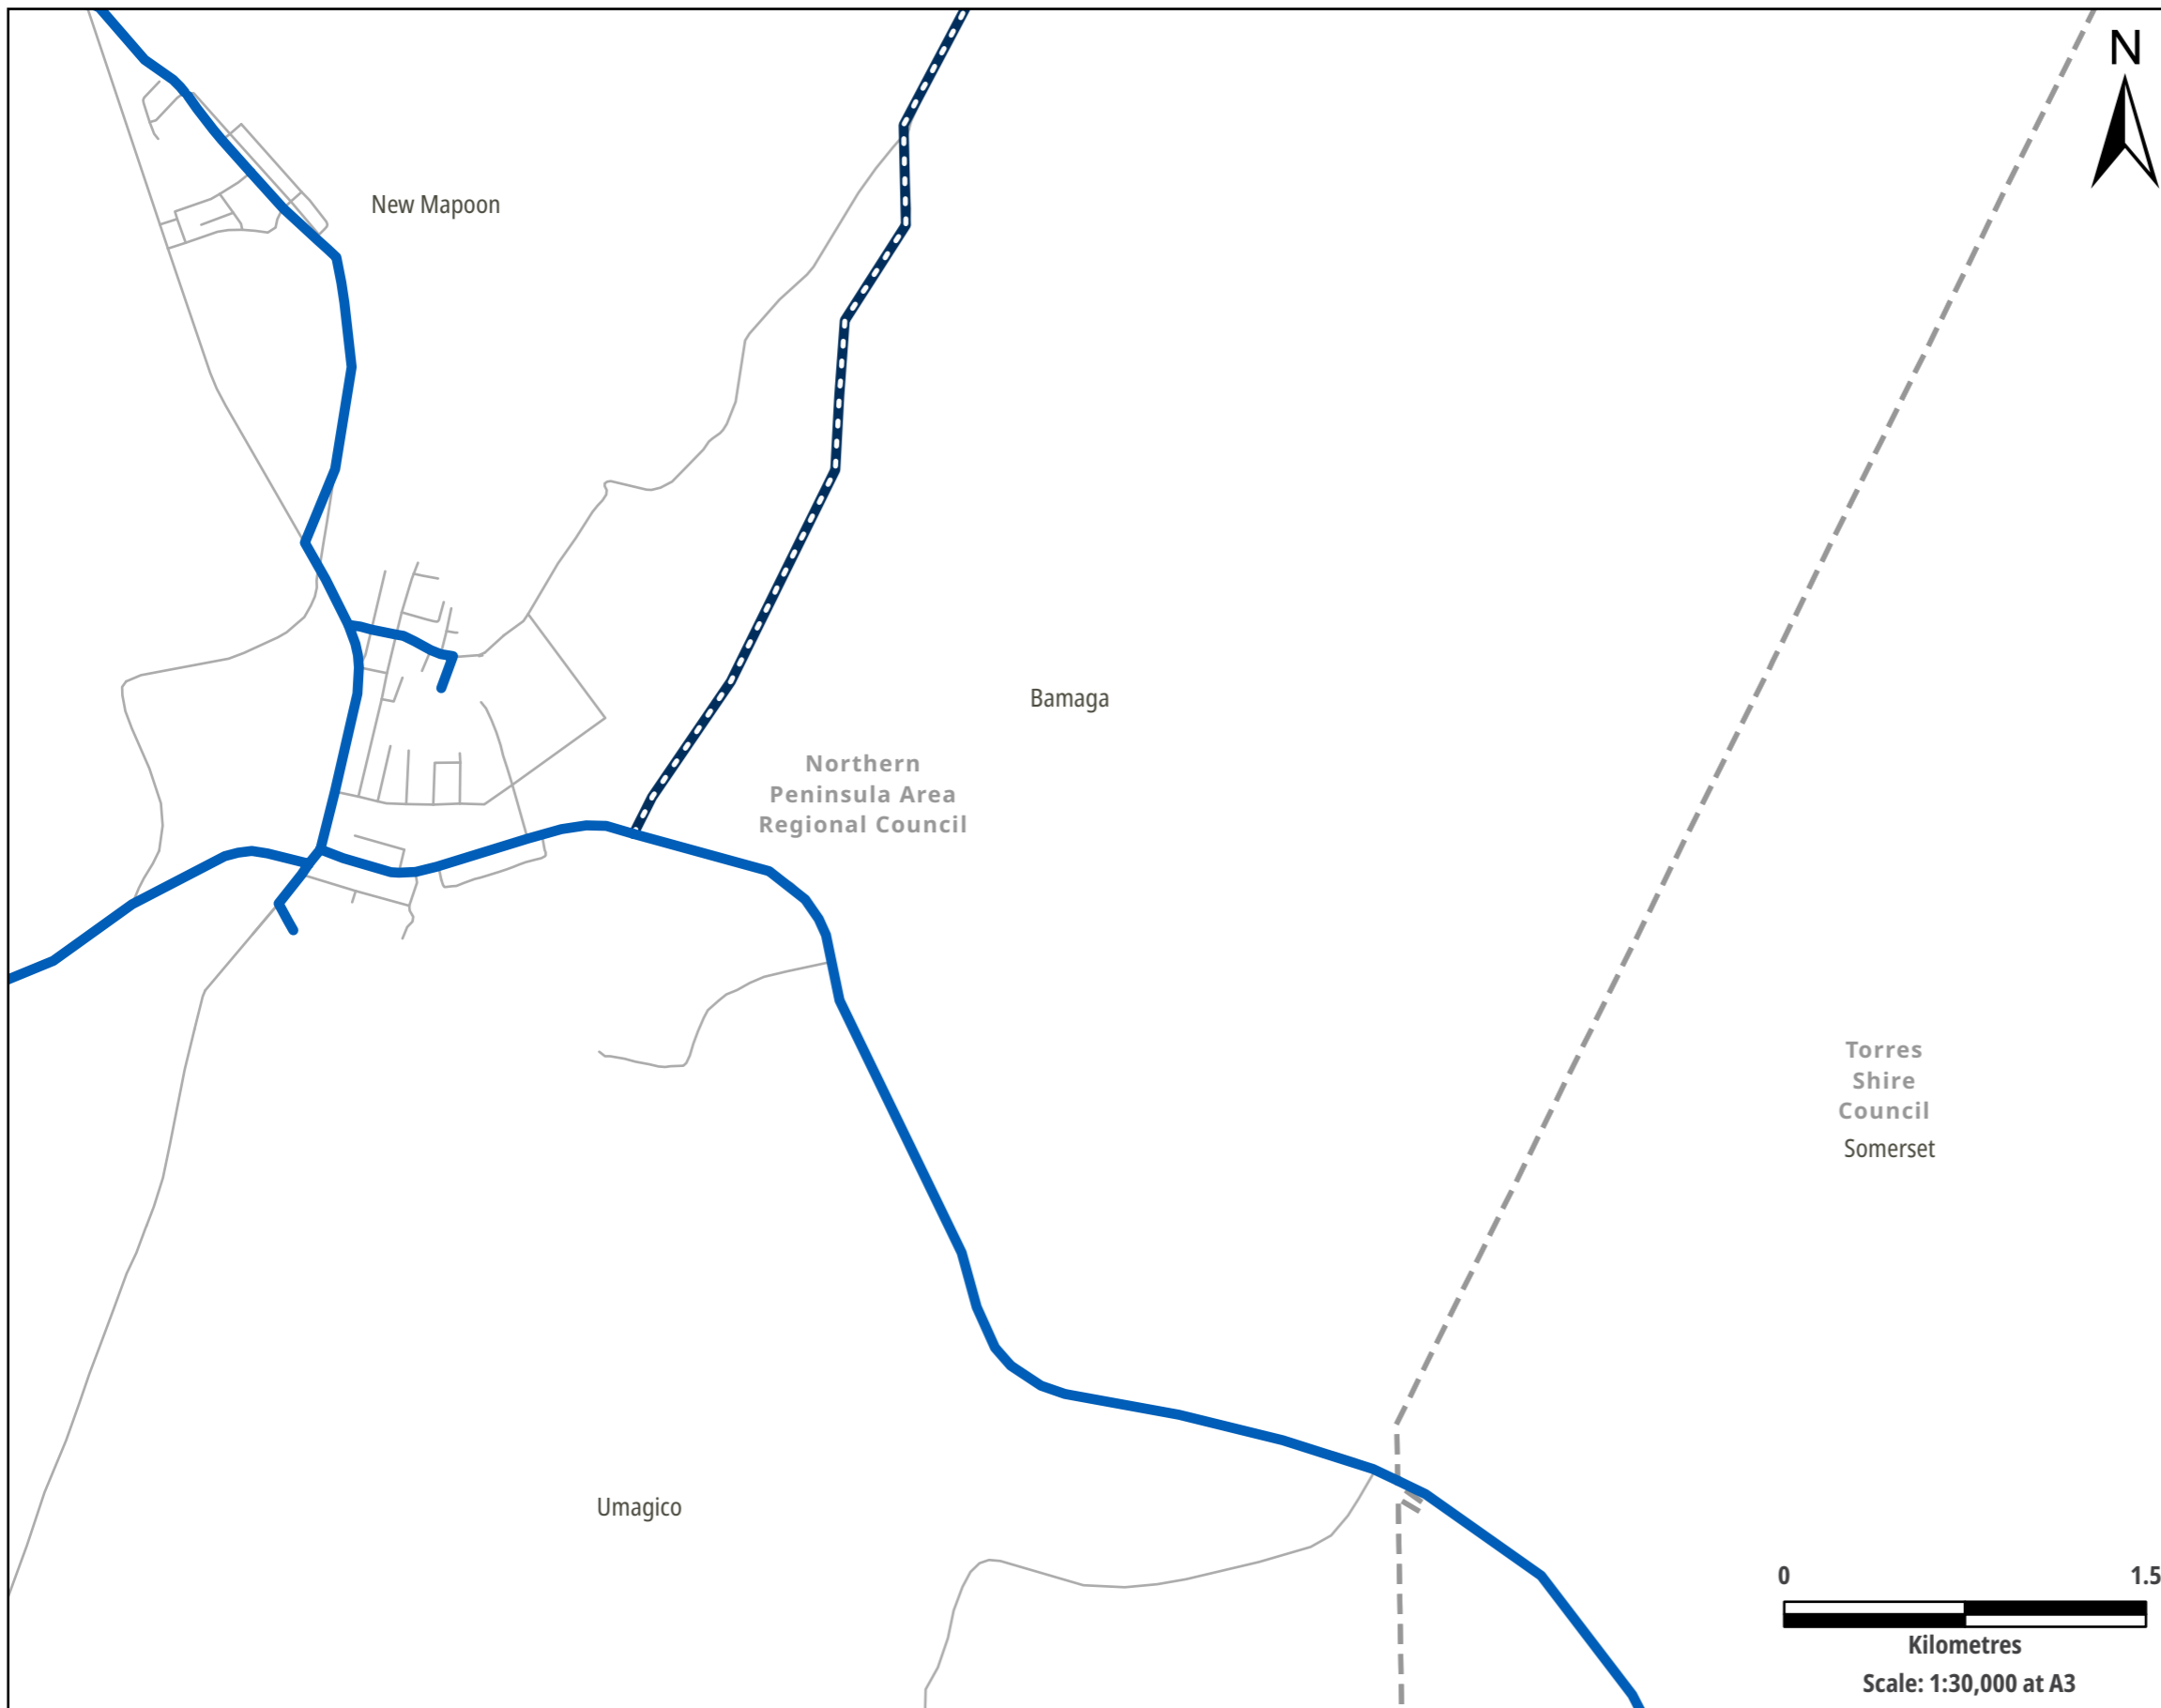 N
New Mapoon
Bamaga
Northern
Peninsula Area
Regional Council
Torres
Shire
Council
Somerset
Umagico
0 1.5
Kilometres
Scale: 1:30,000 at A3